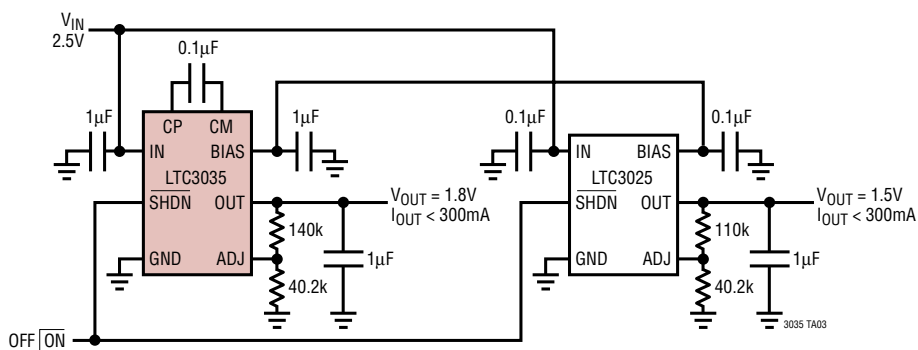 VIN
2.5V
0.1µF
1µF
CP CM
IN BIAS
LTC3035
SHDN OUT
GND ADJ
1µF
VOUT = 1.8V
IOUT < 300mA
140k
40.2k
1µF
0.1µF
IN BIAS
LTC3025
SHDN OUT
GND ADJ
0.1µF
VOUT = 1.5V
IOUT < 300mA
110k
40.2k
1µF
3035 TA03
OFF ON